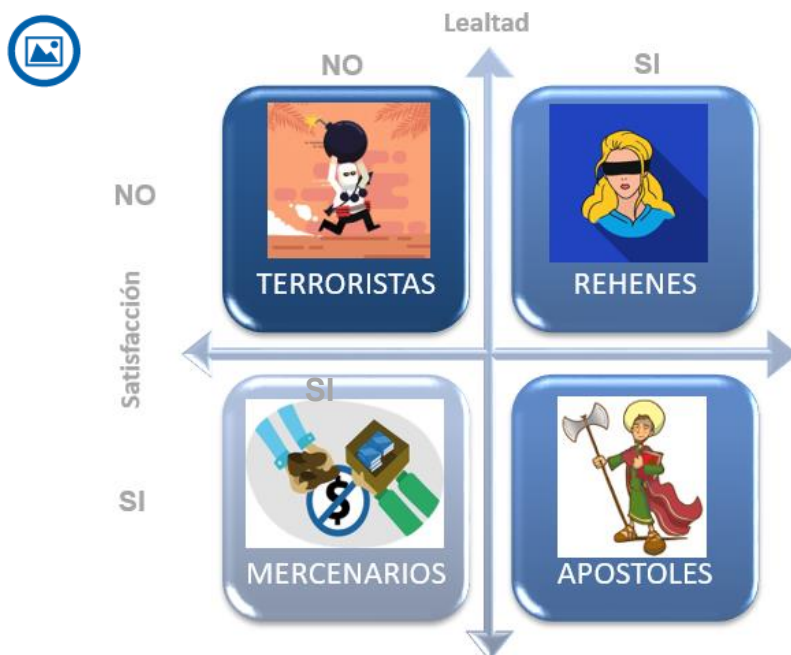 Lealtad
NO
SI
NO
TERRORISTAS
REHENES
Satisfacción
SI
$
SI
MERCENARIOS
APOSTOLES